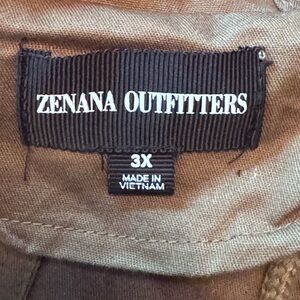 ZENANA OUTFITTERS
3X
MADE IN
VIETNAM